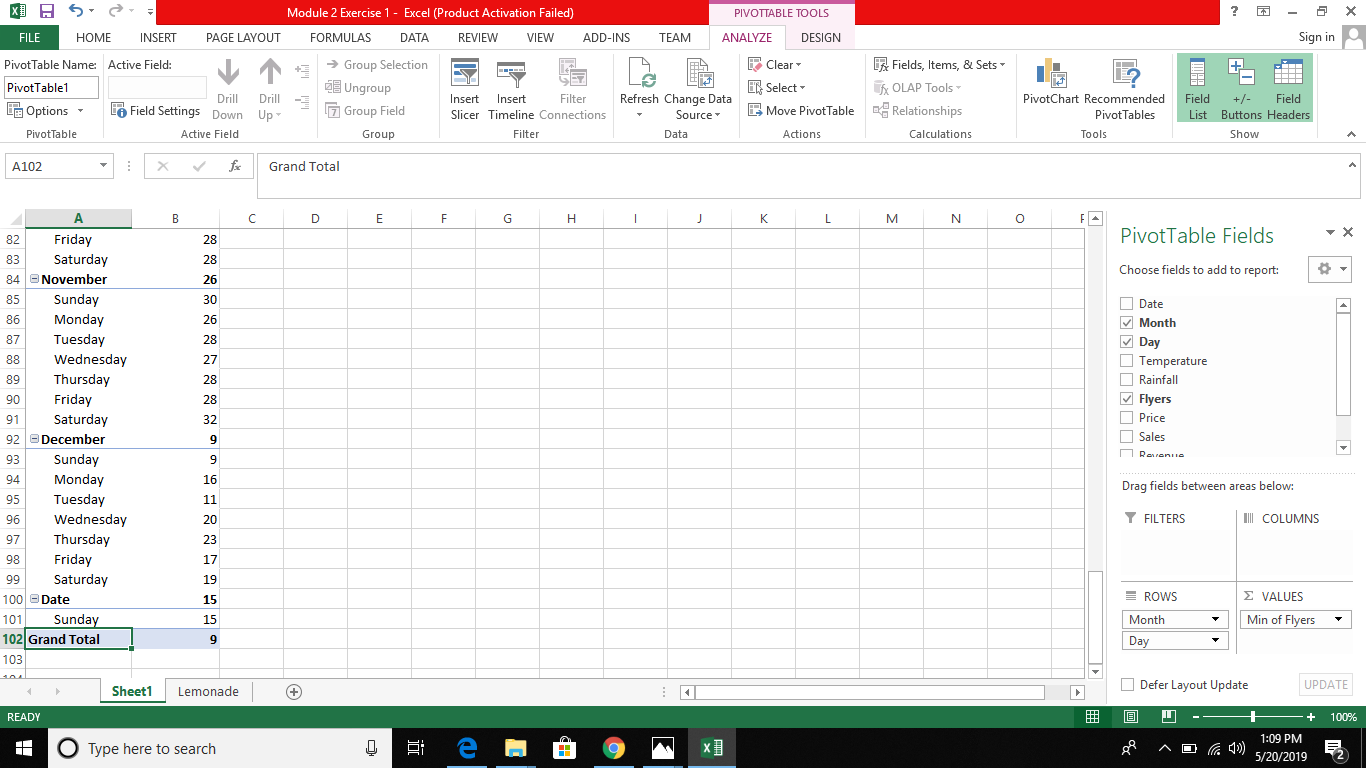 Module 2 Exercise 1 - Excel (Product Activation Failed)
PIVOTTABLE TOOLS
?
FILE HOME INSERT PAGE LAYOUT FORMULAS DATA REVIEW VIEW ADD-INS TEAM ANALYZE DESIGN Sign in
PivotTable Name:
PivotTable1
Options
PivotTable
Active Field:
Field Settings
Drill Down
Drill Up
Active Field
Group Selection
Ungroup
Group Field
Group
Insert Slicer
Insert Timeline
Filter Connections
Filter
Refresh
Change Data Source
Data
Clear
Select
Move PivotTable
Actions
Fields, Items, & Sets
OLAP Tools
Relationships
Calculations
PivotChart
Recommended PivotTables
Tools
Field List
+/- Buttons
Field Headers
Show
A102 fx Grand Total
A B C D E F G H I J K L M N O
82 Friday 28
83 Saturday 28
84 November 26
85 Sunday 30
86 Monday 26
87 Tuesday 28
88 Wednesday 27
89 Thursday 28
90 Friday 28
91 Saturday 32
92 December 9
93 Sunday 9
94 Monday 16
95 Tuesday 11
96 Wednesday 20
97 Thursday 23
98 Friday 17
99 Saturday 19
100 Date 15
101 Sunday 15
102 Grand Total 9
103
PivotTable Fields
Choose fields to add to report:
Date
Month
Day
Temperature
Rainfall
Flyers
Price
Sales
Revenue
Drag fields between areas below:
FILTERS COLUMNS
ROWS Σ VALUES
Month Min of Flyers
Day
Defer Layout Update UPDATE
Sheet1 Lemonade
READY 100%
Type here to search
1:09 PM
5/20/2019
2